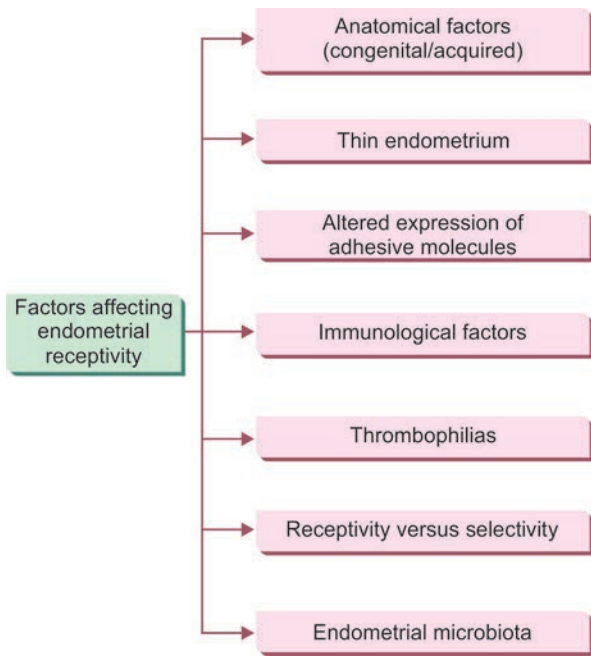 Anatomical factors
(congenital/acquired)
Thin endometrium
Altered expression of
adhesive molecules
Factors affecting
endometrial
receptivity
Immunological factors
Thrombophilias
Receptivity versus selectivity
Endometrial microbiota